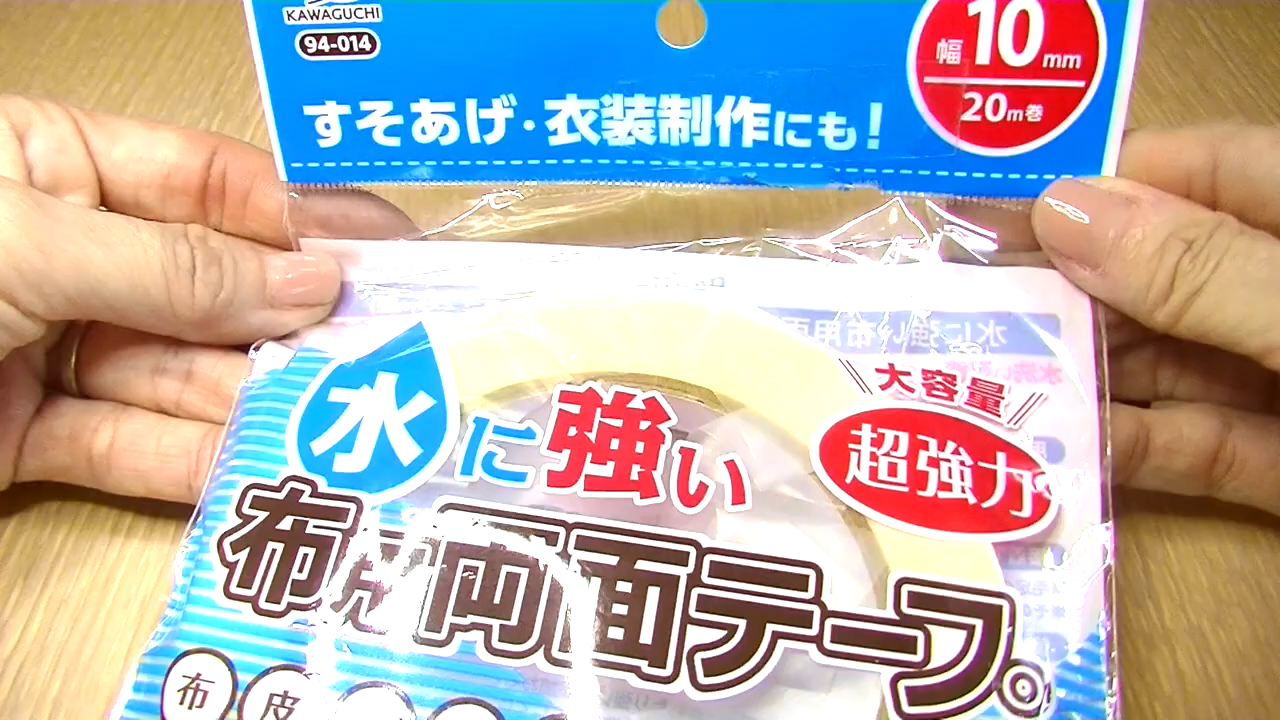 KAWAGUCHI
94-014
幅10mm
20m巻
すそあげ・衣装制作にも!
水に強い
大容量
超強力
布用両面テープ
布
皮